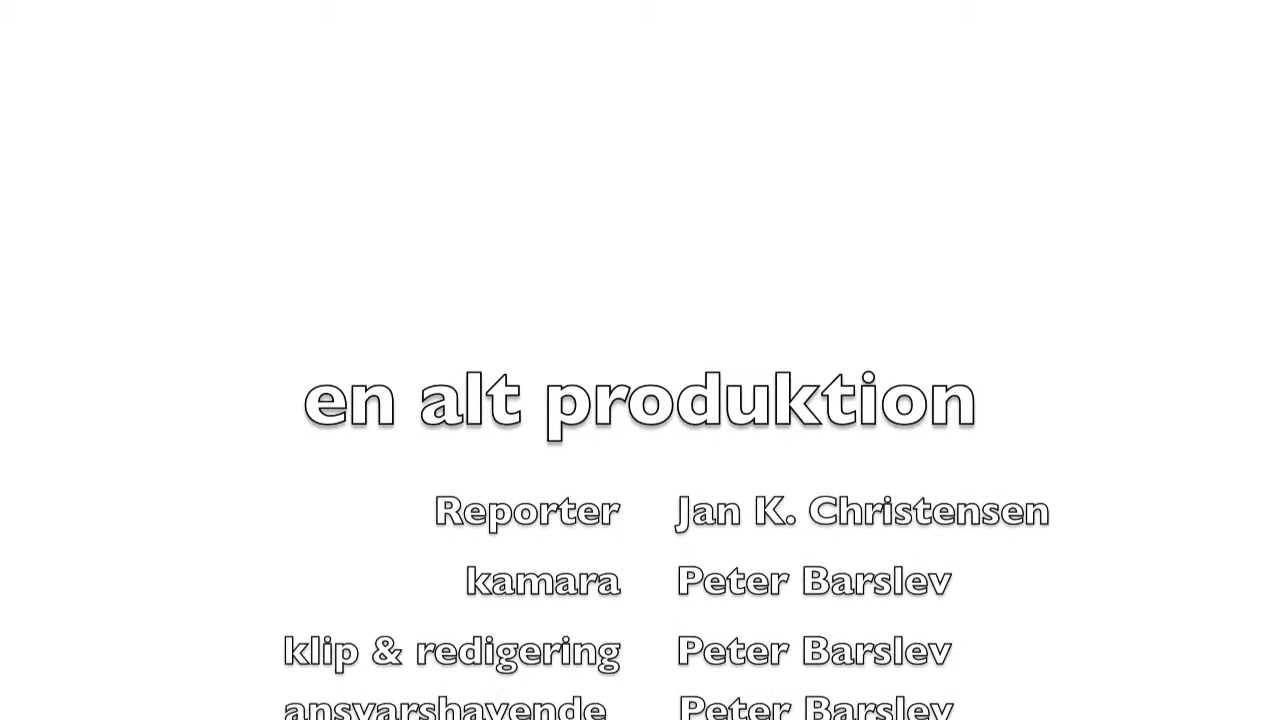 en alt produktion
Reporter Jan K. Christensen
kamara Peter Barslev
klip & redigering Peter Barslev
ansvarshavende Peter Barslev